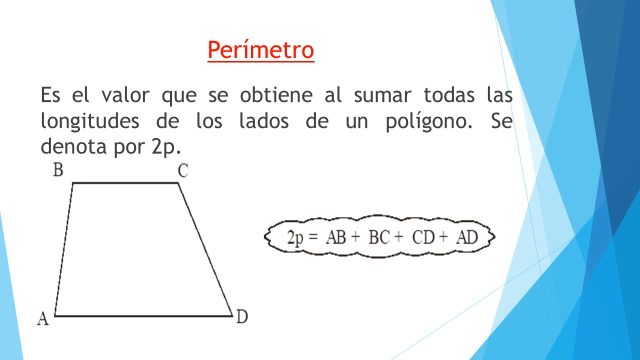 Perímetro
Es el valor que se obtiene al sumar todas las
longitudes de los lados de un polígono. Se
denota por 2p.
B C
2p = AB + BC + CD + AD
A D